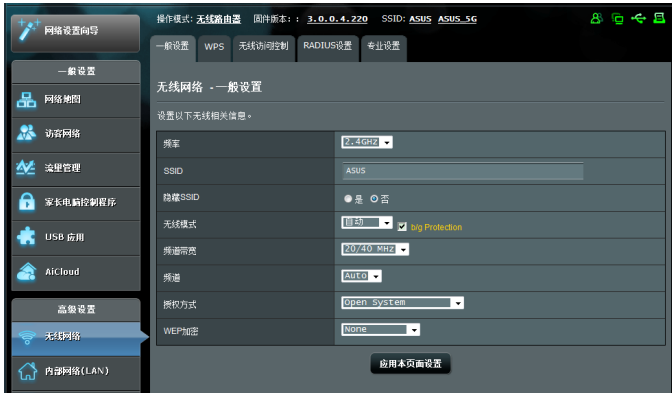 操作模式: 无线路由器 固件版本: : 3.0.0.4.220 SSID: ASUS ASUS_5G
网络设置向导
一般设置
网络地图
访客网络
流量管理
家长电脑控制程序
USB 应用
AiCloud
高级设置
无线网络
内部网络(LAN)
一般设置 WPS 无线访问控制 RADIUS设置 专业设置
无线网络 - 一般设置
设置以下无线相关信息。
频率 2.4GHz
SSID ASUS
隐藏SSID 是 否
无线模式 自动 b/g Protection
频道带宽 20/40 MHz
频道 Auto
授权方式 Open System
WEP加密 None
应用本页面设置